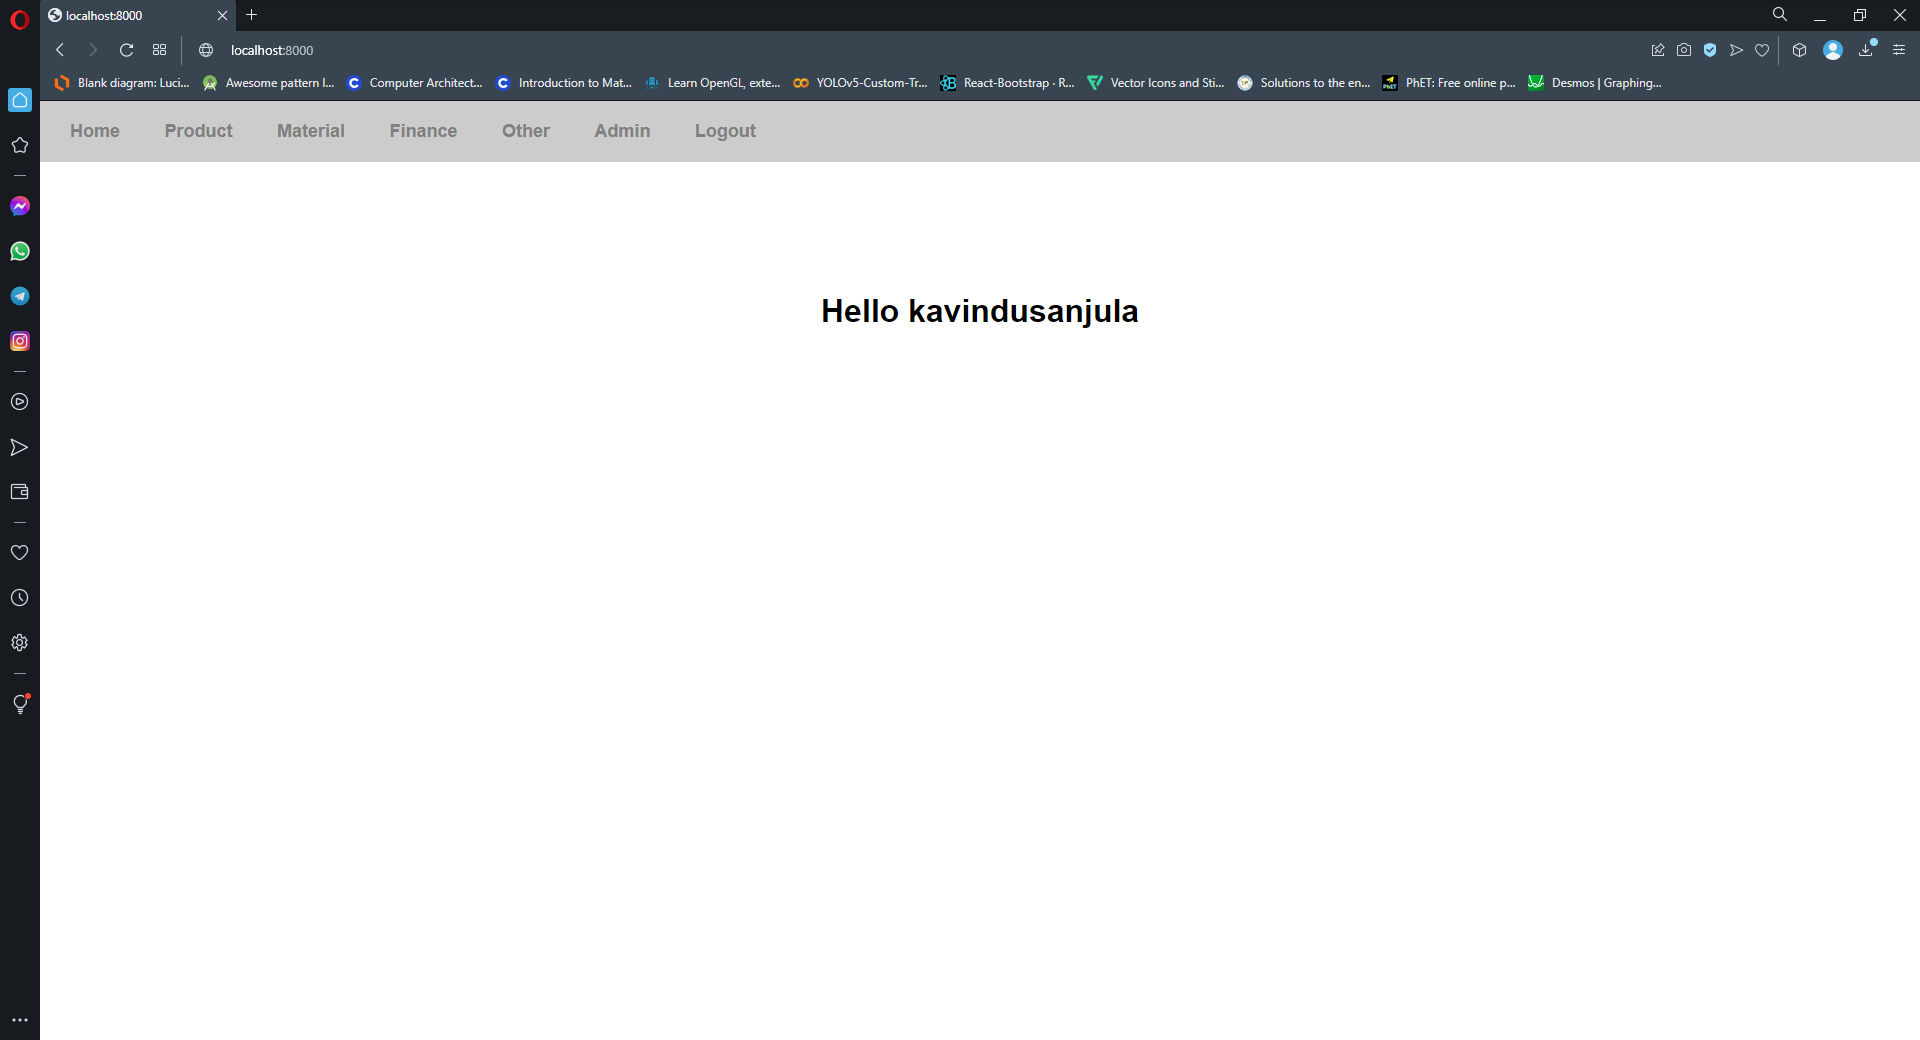 localhost:8000
localhost:8000
Blank diagram: Luci... Awesome pattern l... Computer Architect... Introduction to Mat... Learn OpenGL, exte... YOLOv5-Custom-Tr... React-Bootstrap · R... Vector Icons and Sti... Solutions to the en... PhET: Free online p... Desmos | Graphing...
Home Product Material Finance Other Admin Logout
Hello kavindusanjula